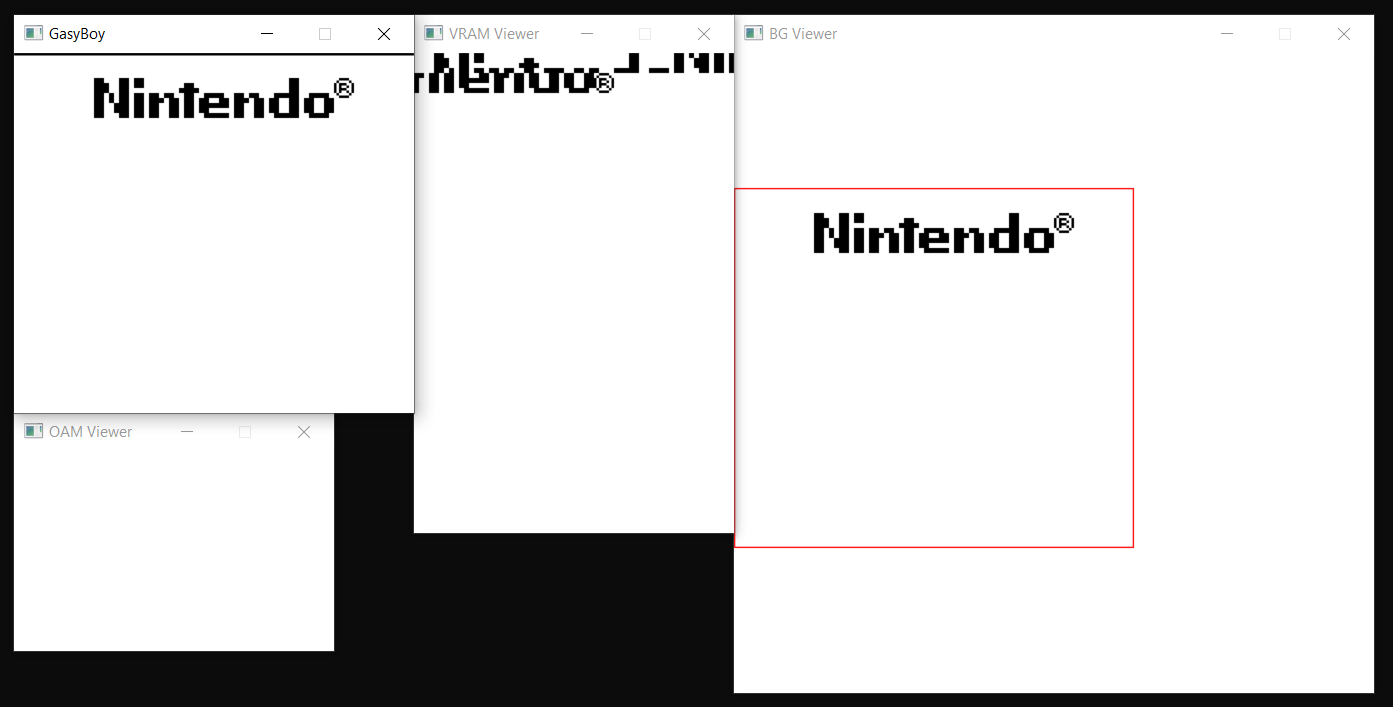 GasyBoy
Nintendo®
VRAM Viewer
BG Viewer
Nintendo®
OAM Viewer